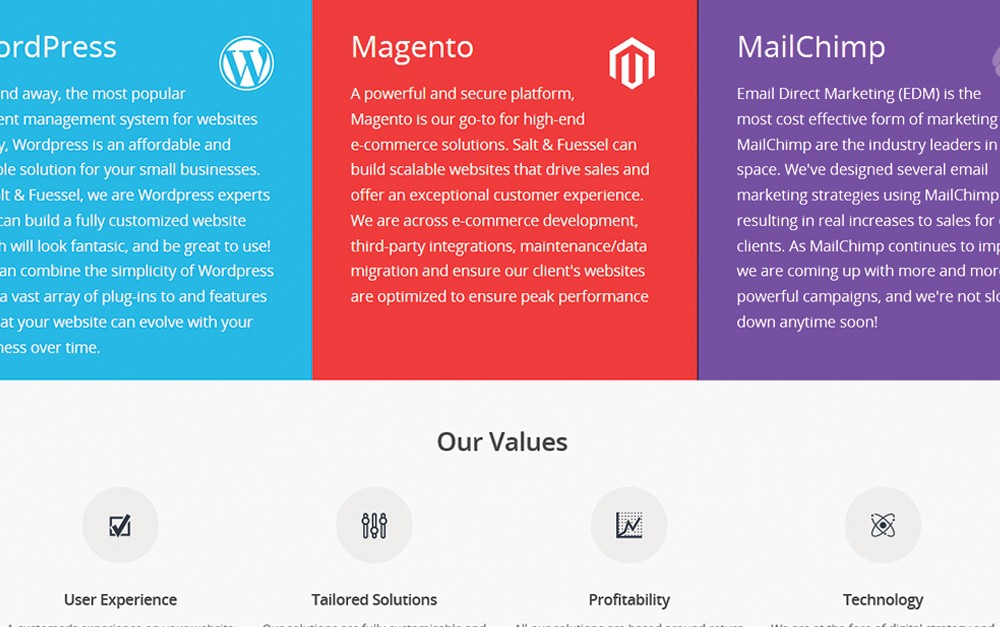 ordPress
nd away, the most popular
ent management system for websites
y, Wordpress is an affordable and
ble solution for your small businesses.
lt & Fuessel, we are Wordpress experts
can build a fully customized website
h will look fantasic, and be great to use!
an combine the simplicity of Wordpress
a vast array of plug-ins to and features
at your website can evolve with your
ness over time.
Magento
A powerful and secure platform,
Magento is our go-to for high-end
e-commerce solutions. Salt & Fuessel can
build scalable websites that drive sales and
offer an exceptional customer experience.
We are across e-commerce development,
third-party integrations, maintenance/data
migration and ensure our client's websites
are optimized to ensure peak performance
MailChimp
Email Direct Marketing (EDM) is the
most cost effective form of marketing
MailChimp are the industry leaders in
space. We've designed several email
marketing strategies using MailChimp
resulting in real increases to sales for
clients. As MailChimp continues to imp
we are coming up with more and more
powerful campaigns, and we're not slo
down anytime soon!
Our Values
User Experience
Tailored Solutions
Profitability
Technology